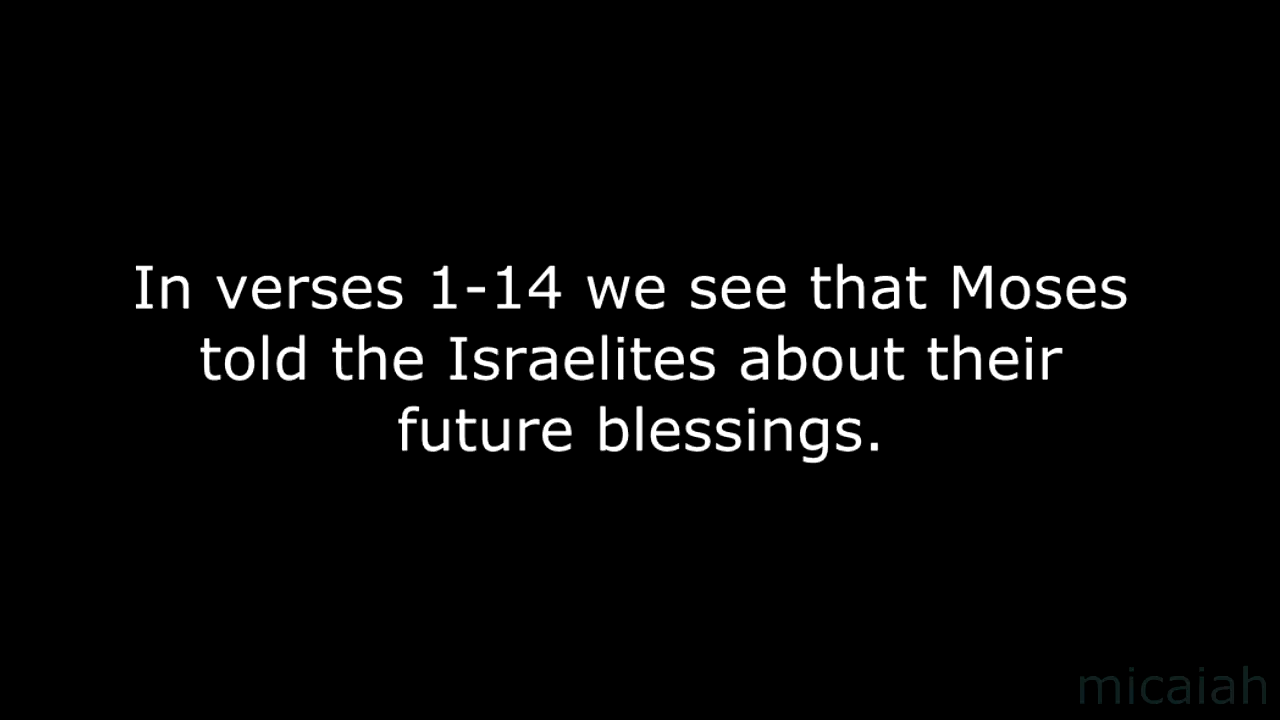 In verses 1-14 we see that Moses
told the Israelites about their
future blessings.
micaiah